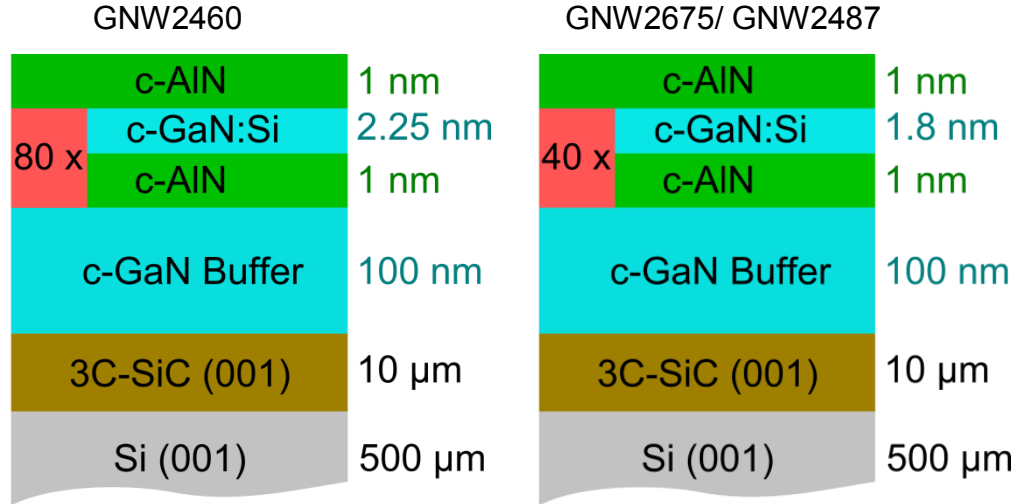 GNW2460
c-AlN 1 nm
80 x
c-GaN:Si 2.25 nm
c-AlN 1 nm
c-GaN Buffer 100 nm
3C-SiC (001) 10 µm
Si (001) 500 µm
GNW2675/ GNW2487
c-AlN 1 nm
40 x
c-GaN:Si 1.8 nm
c-AlN 1 nm
c-GaN Buffer 100 nm
3C-SiC (001) 10 µm
Si (001) 500 µm